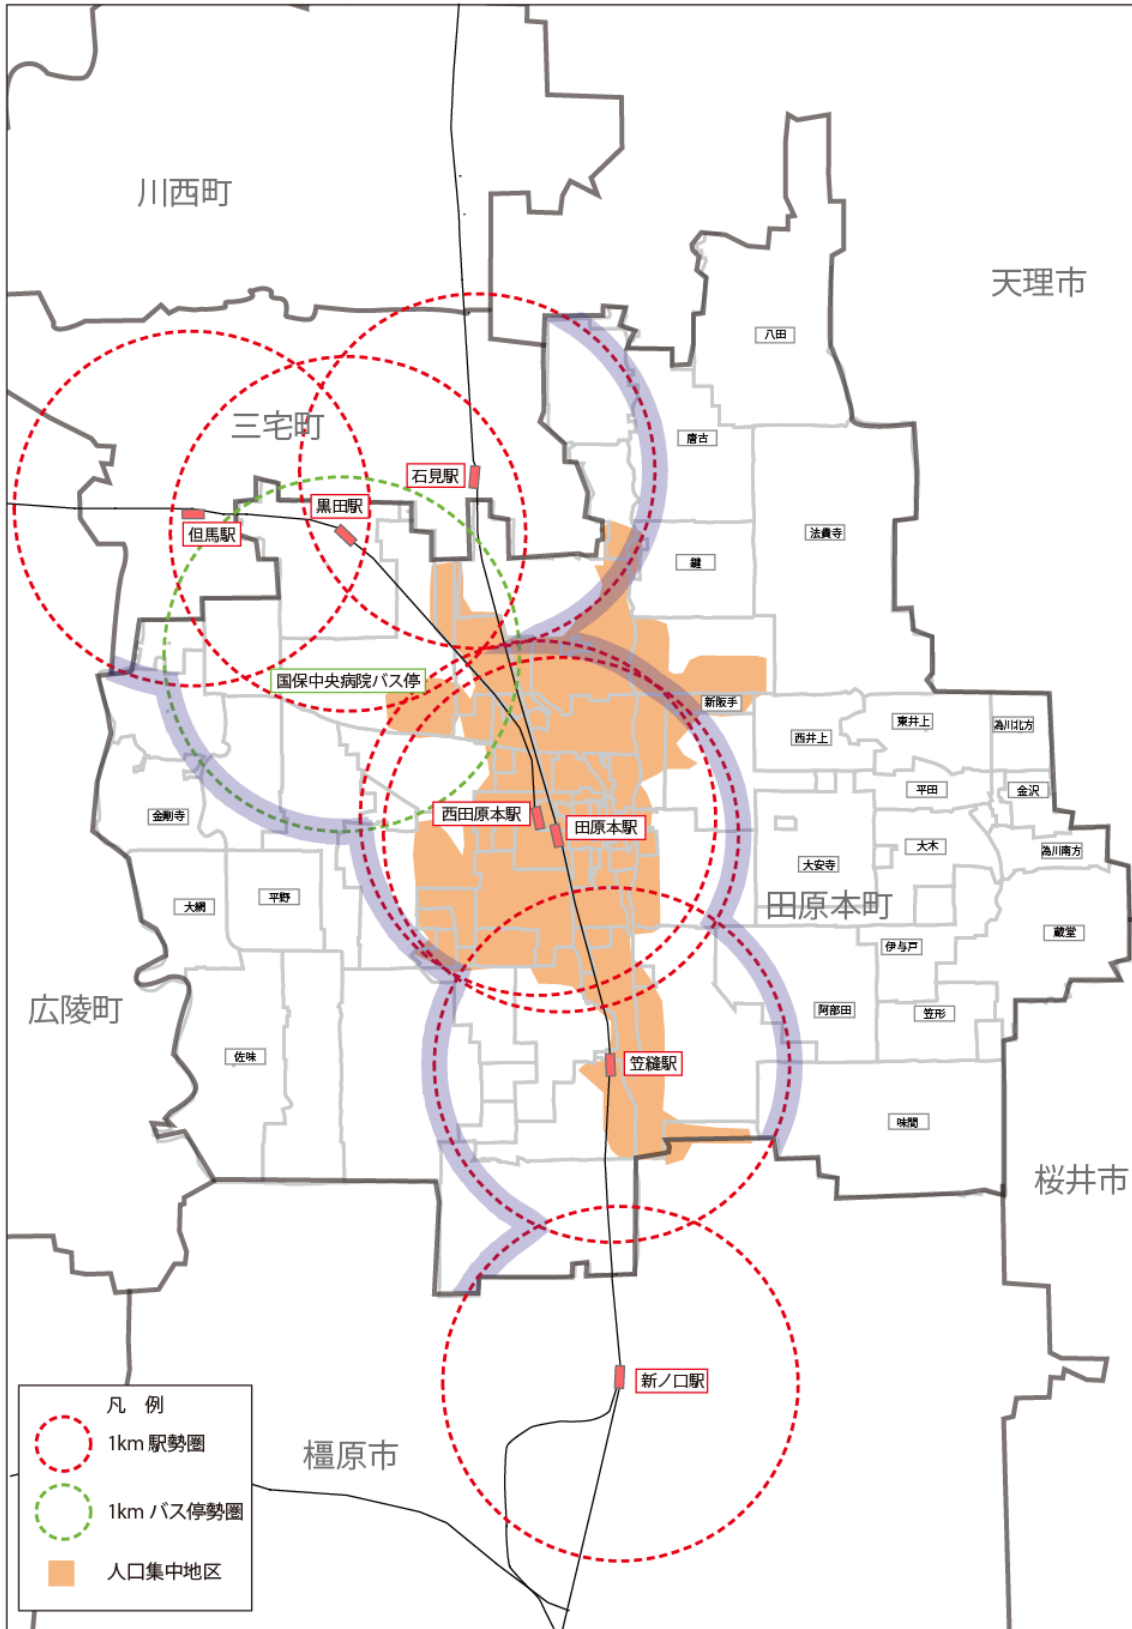 川西町
天理市
八田
三宅町
唐古
石見駅
黒田駅
但馬駅
法貴寺
鍵
国保中央病院バス停
新阪手
東井上
為川北方
西井上
平田
金沢
金剛寺
西田原本駅
田原本駅
大木
為川南方
大安寺
平野
大網
田原本町
蔵堂
伊与戸
広陵町
阿部田
笠形
佐味
笠縫駅
味間
桜井市
新ノ口駅
橿原市
凡 例
1km 駅勢圏
1km バス停勢圏
人口集中地区